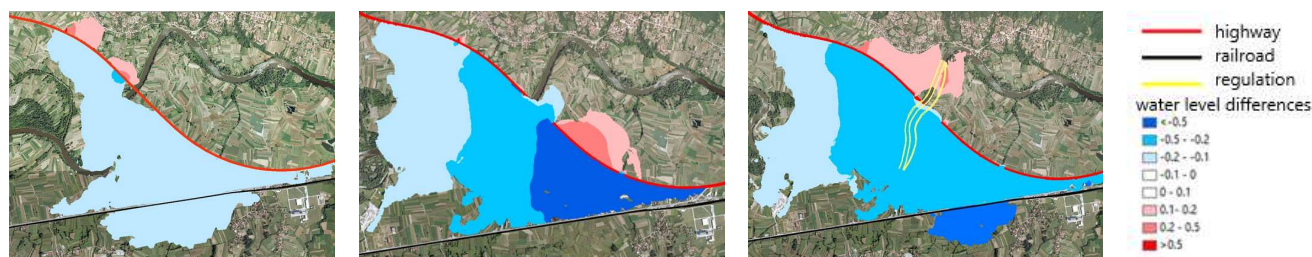 highway
railroad
regulation
water level differences
<-0.5
-0.5 - -0.2
-0.2 - -0.1
-0.1 - 0
0 - 0.1
0.1 - 0.2
0.2 - 0.5
>0.5